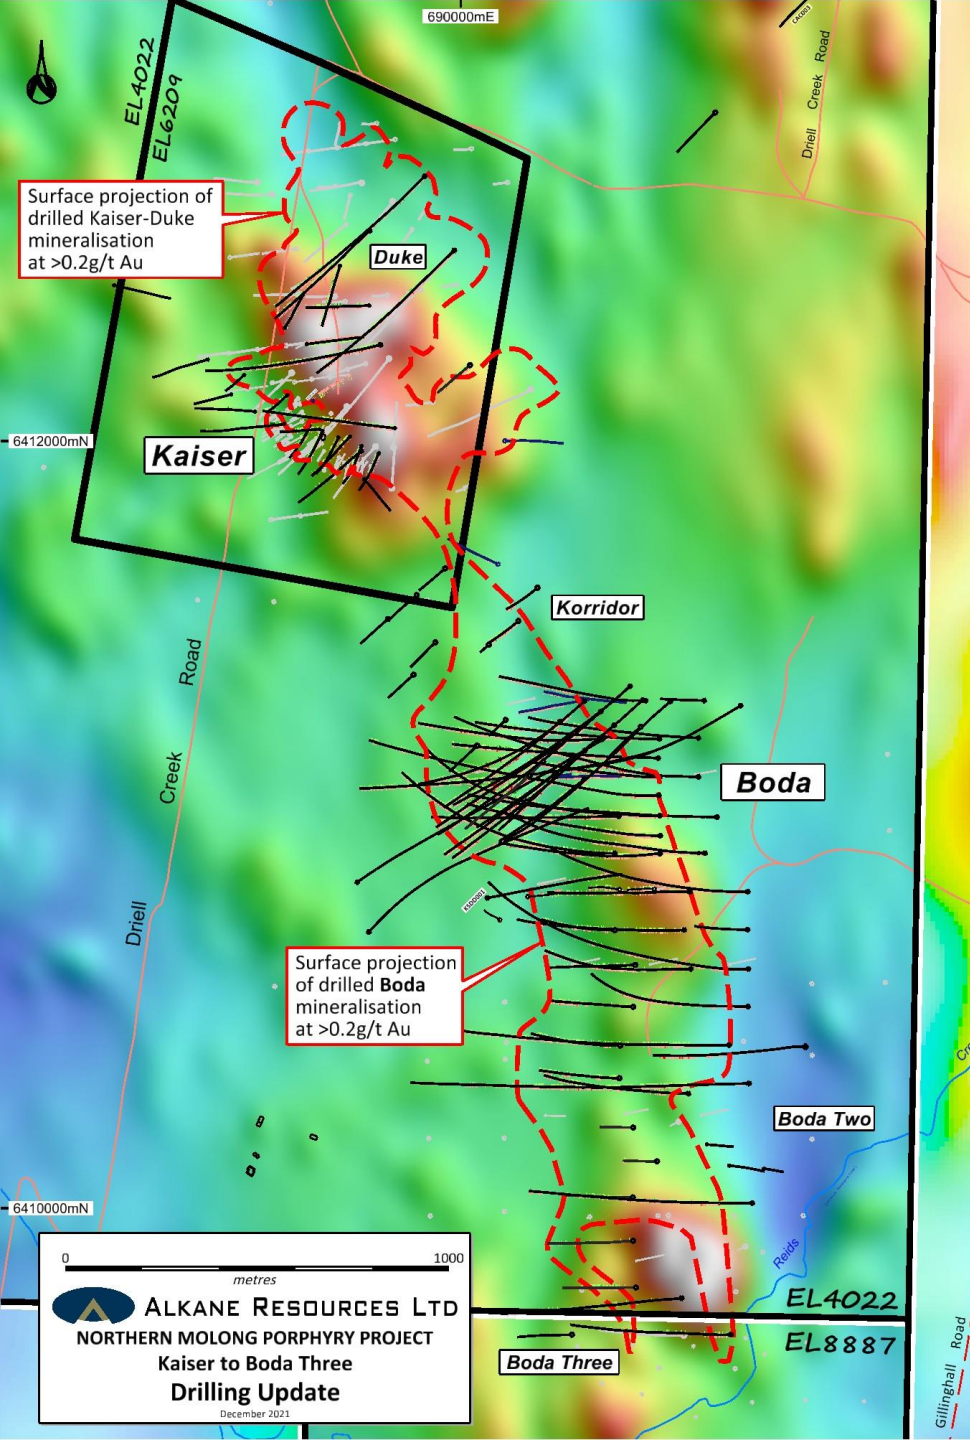 690000mE
CAC003
EL4022
EL6209
Driell Creek Road
Surface projection of
drilled Kaiser-Duke
mineralisation
at >0.2g/t Au
Duke
6412000mN
Kaiser
Korridor
Driell Creek Road
Boda
KSDD001
Surface projection
of drilled Boda
mineralisation
at >0.2g/t Au
Boda Two
6410000mN
Reids
EL4022
EL8887
Boda Three
Gillinghall Road
0 1000
metres
ALKANE RESOURCES LTD
NORTHERN MOLONG PORPHYRY PROJECT
Kaiser to Boda Three
Drilling Update
December 2021